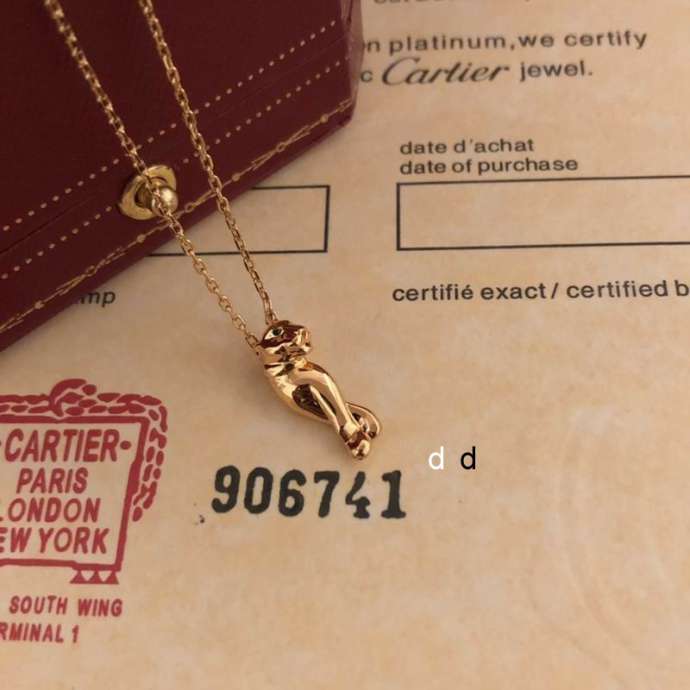 n platinum,we certify
c Cartier jewel.
date d'achat
date of purchase
mp
certifié exact / certified b
·CARTIER·
PARIS
LONDON
EW YORK
SOUTH WING
RMINAL 1
906741
d d